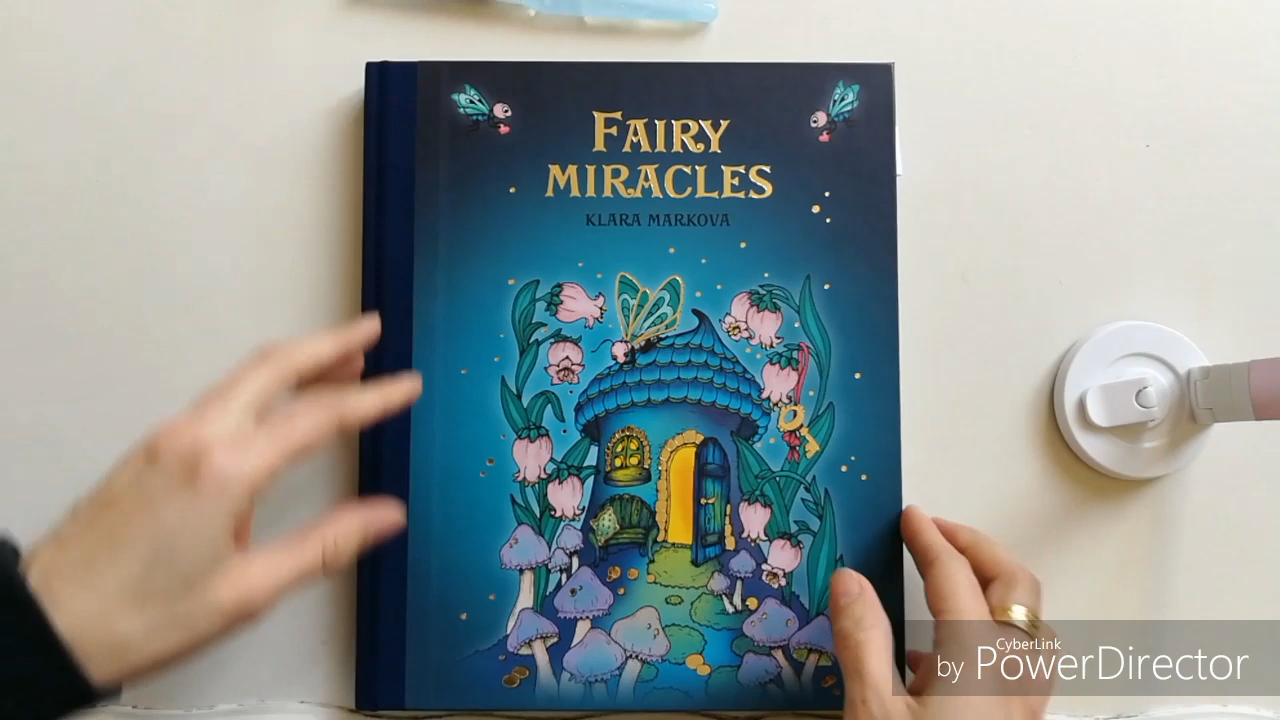 FAIRY
MIRACLES
KLARA MARKOVA
CyberLink
by PowerDirector